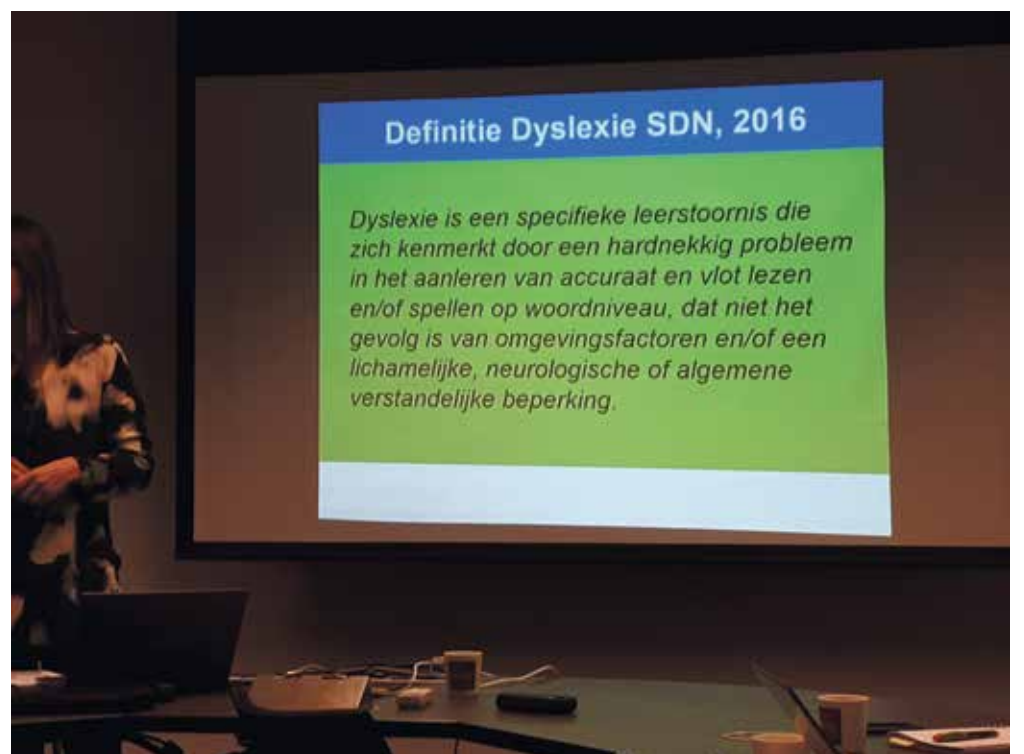 Definitie Dyslexie SDN, 2016
Dyslexie is een specifieke leerstoornis die
zich kenmerkt door een hardnekkig probleem
in het aanleren van accuraat en vlot lezen
en/of spellen op woordniveau, dat niet het
gevolg is van omgevingsfactoren en/of een
lichamelijke, neurologische of algemene
verstandelijke beperking.